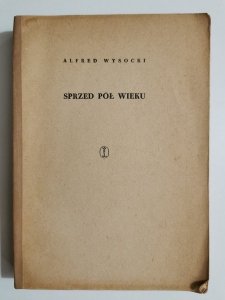 ALFRED WYSOCKI
SPRZED PÓŁ WIEKU